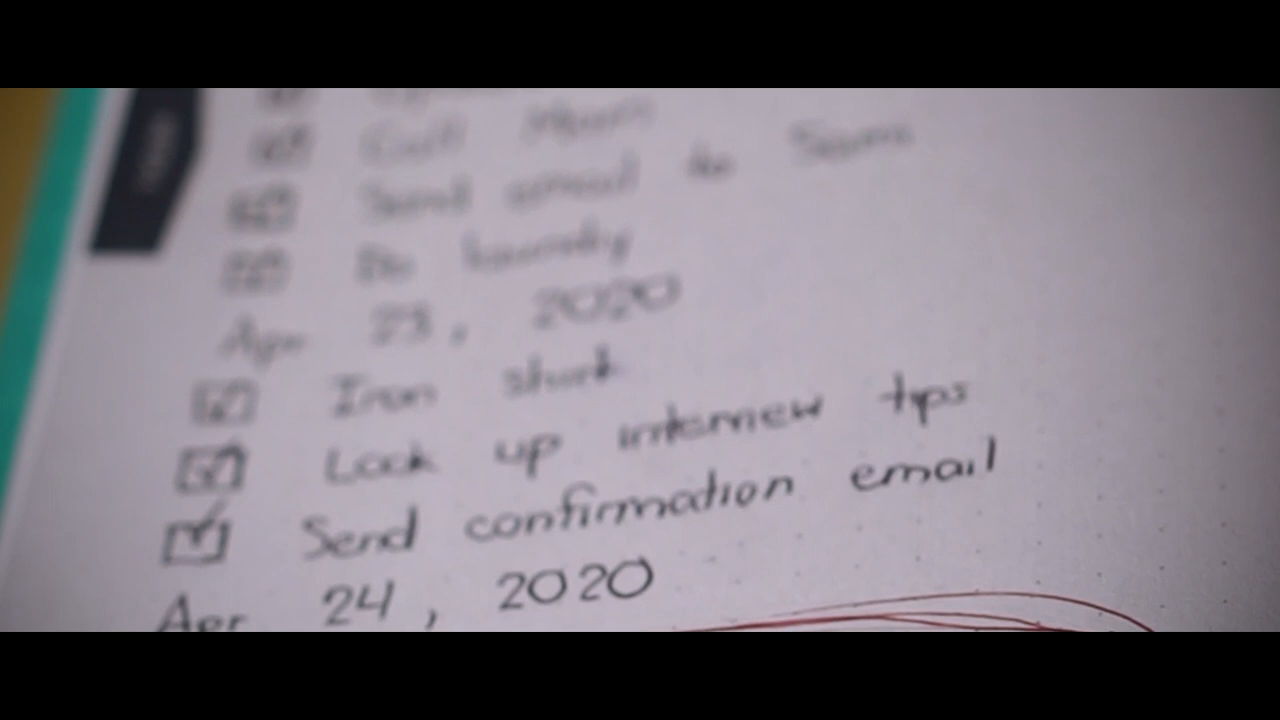 Call Mom
Send email to
Do laundry
Apr 23, 2020
Iron shirt
Look up interview tips
Send confirmation email
Apr 24, 2020